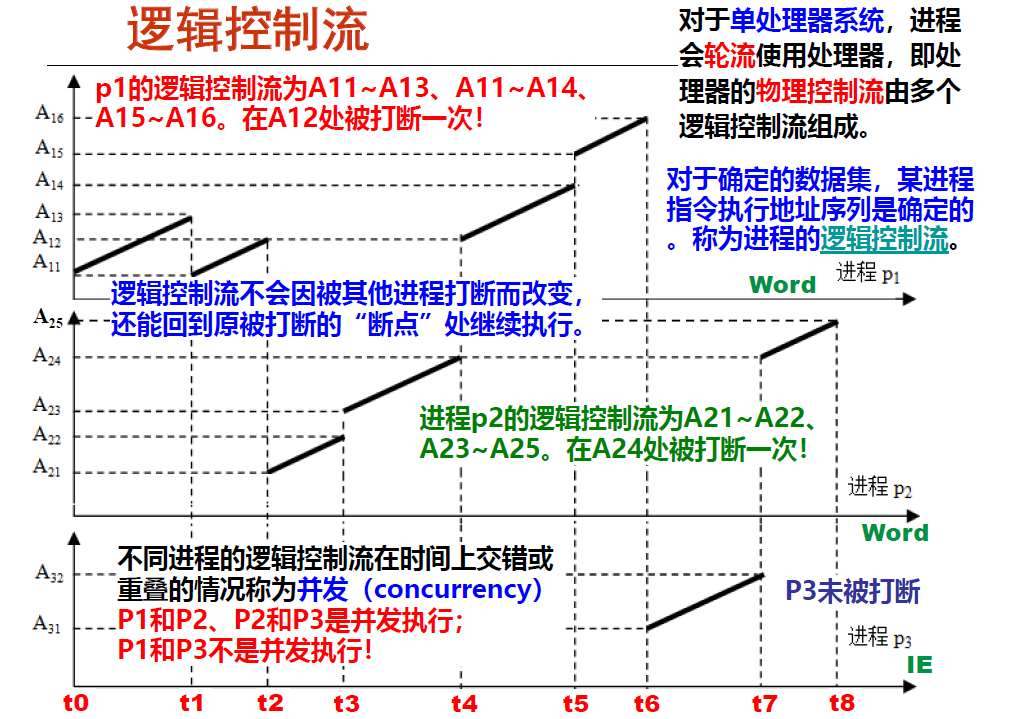 逻辑控制流
对于单处理器系统，进程
会轮流使用处理器，即处
理器的物理控制流由多个
逻辑控制流组成。
p1的逻辑控制流为A11~A13、A11~A14、
A15~A16。在A12处被打断一次！
对于确定的数据集，某进程
指令执行地址序列是确定的
。称为进程的逻辑控制流。
A16
A15
A14
A13
A12
A11
Word
进程 p1
逻辑控制流不会因被其他进程打断而改变，
还能回到原被打断的“断点”处继续执行。
A25
A24
A23
A22
A21
进程p2的逻辑控制流为A21~A22、
A23~A25。在A24处被打断一次！
进程 p2
Word
不同进程的逻辑控制流在时间上交错或
重叠的情况称为并发（concurrency）
P1和P2、P2和P3是并发执行；
P1和P3不是并发执行！
A32
A31
P3未被打断
进程 p3
IE
t0 t1 t2 t3 t4 t5 t6 t7 t8